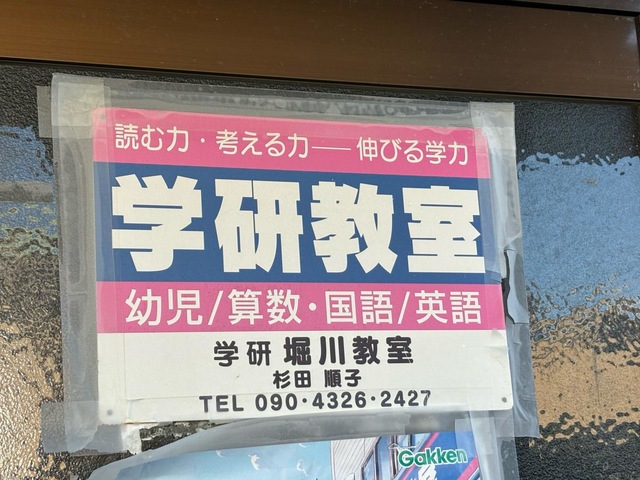 読む力・考える力──伸びる学力
学研教室
幼児/算数・国語/英語
学研 堀川教室
杉田 順子
TEL 090・4326・2427
Gakken